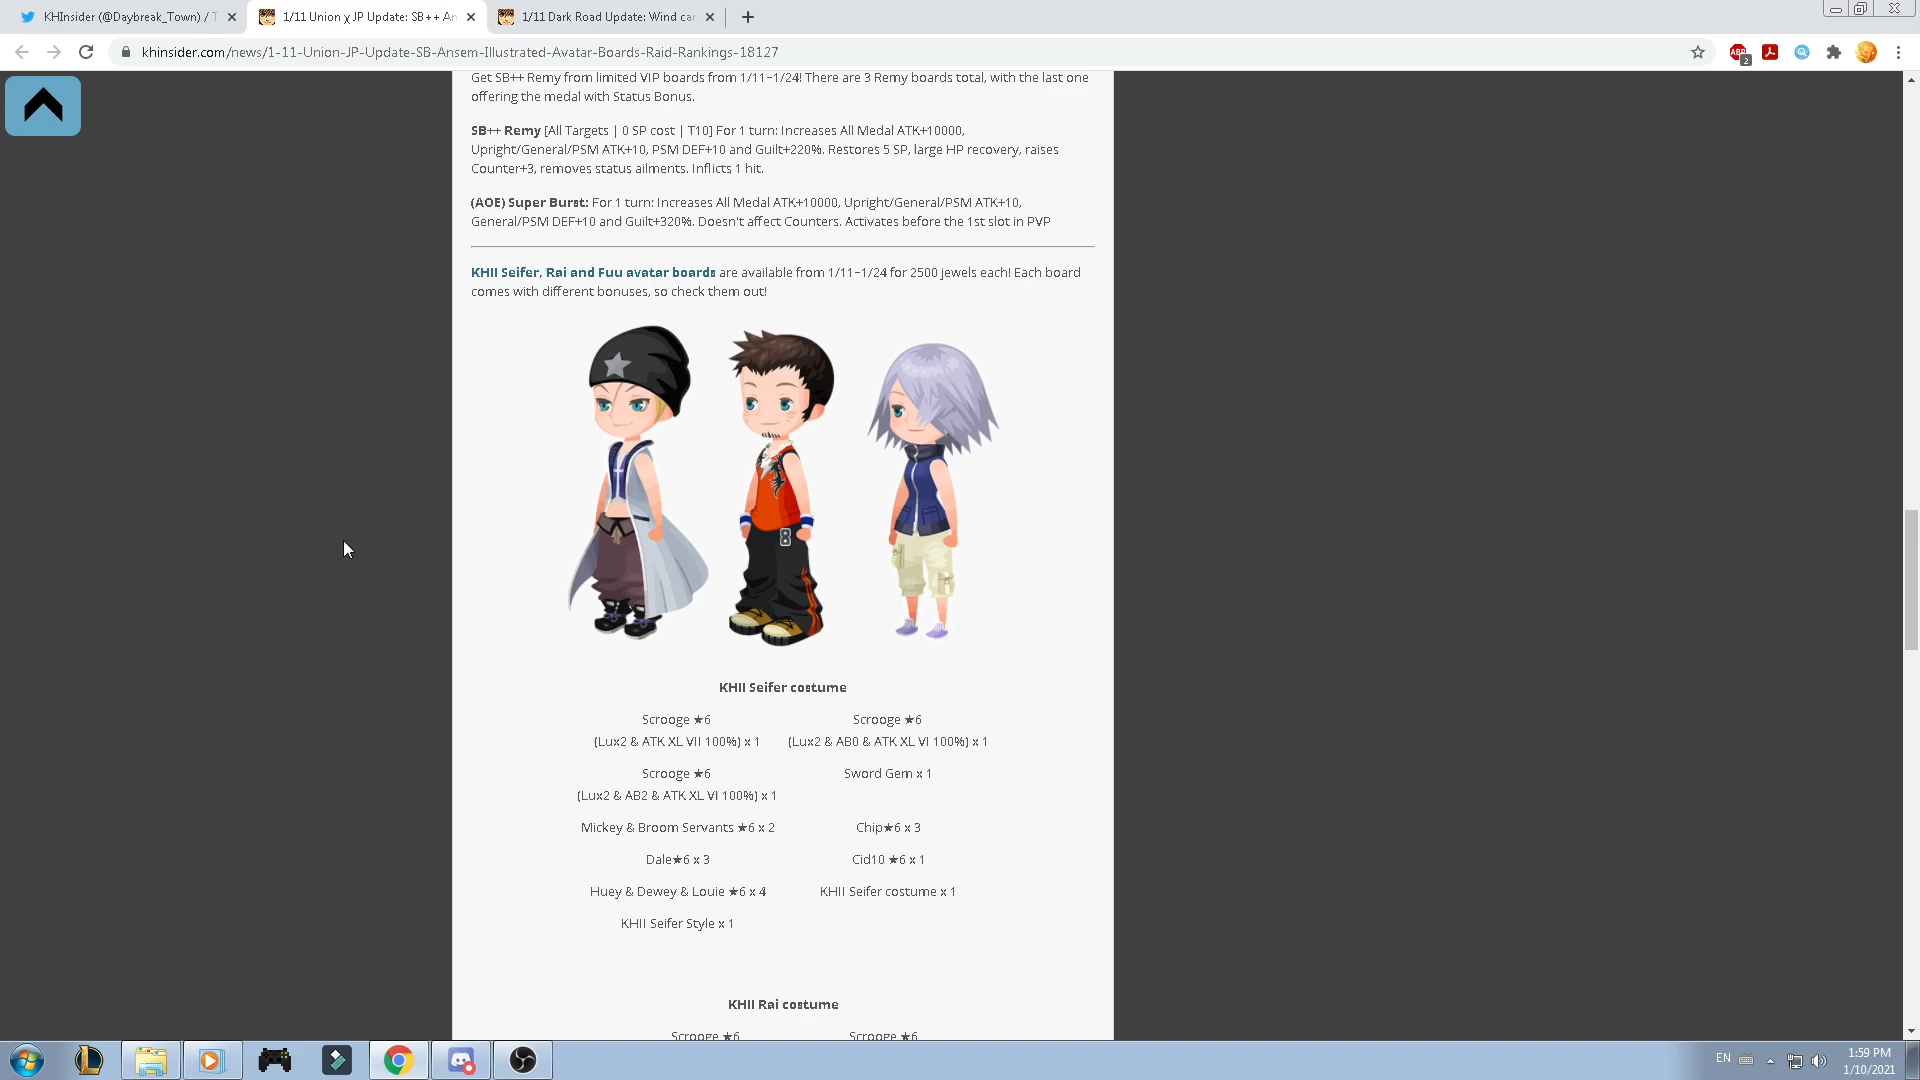 KHInsider (@Daybreak_Town) / T
1/11 Union χ JP Update: SB++ An
1/11 Dark Road Update: Wind car
khinsider.com/news/1-11-Union-JP-Update-SB-Ansem-Illustrated-Avatar-Boards-Raid-Rankings-18127
ABP
2
Get SB++ Remy from limited VIP boards from 1/11~1/24! There are 3 Remy boards total, with the last one
offering the medal with Status Bonus.
SB++ Remy [All Targets | 0 SP cost | T10] For 1 turn: Increases All Medal ATK+10000,
Upright/General/PSM ATK+10, PSM DEF+10 and Guilt+220%. Restores 5 SP, large HP recovery, raises
Counter+3, removes status ailments. Inflicts 1 hit.
(AOE) Super Burst: For 1 turn: Increases All Medal ATK+10000, Upright/General/PSM ATK+10,
General/PSM DEF+10 and Guilt+320%. Doesn't affect Counters. Activates before the 1st slot in PVP
KHII Seifer, Rai and Fuu avatar boards are available from 1/11~1/24 for 2500 jewels each! Each board
comes with different bonuses, so check them out!
KHII Seifer costume
Scrooge ★6
(Lux2 & ATK XL VII 100%) x 1
Scrooge ★6
(Lux2 & AB0 & ATK XL VI 100%) x 1
Scrooge ★6
(Lux2 & AB2 & ATK XL VI 100%) x 1
Sword Gem x 1
Mickey & Broom Servants ★6 x 2
Chip★6 x 3
Dale★6 x 3
Cid10 ★6 x 1
Huey & Dewey & Louie ★6 x 4
KHII Seifer costume x 1
KHII Seifer Style x 1
KHII Rai costume
Scrooge ★6
Scrooge ★6
EN
1:59 PM
1/10/2021